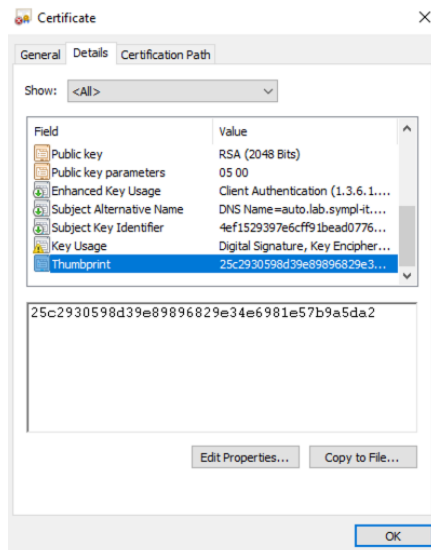 Certificate
General Details Certification Path
Show: <All>
Field Value
Public key RSA (2048 Bits)
Public key parameters 05 00
Enhanced Key Usage Client Authentication (1.3.6.1....
Subject Alternative Name DNS Name=auto.lab.sympl-it....
Subject Key Identifier 4ef1529397e6cff91bead0776...
Key Usage Digital Signature, Key Encipher...
Thumbprint 25c2930598d39e89896829e3...
25c2930598d39e89896829e34e6981e57b9a5da2
Edit Properties... Copy to File...
OK